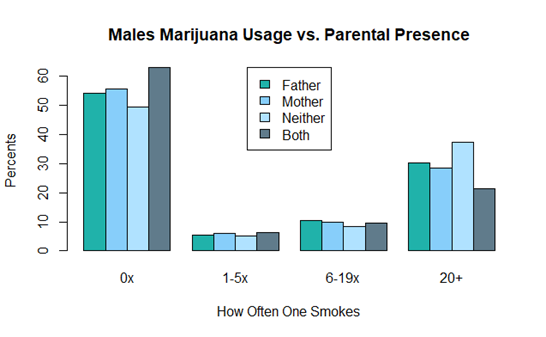 Males Marijuana Usage vs. Parental Presence
Father
Mother
Neither
Both
Percents
60
50
40
30
20
10
0
0x
1-5x
6-19x
20+
How Often One Smokes